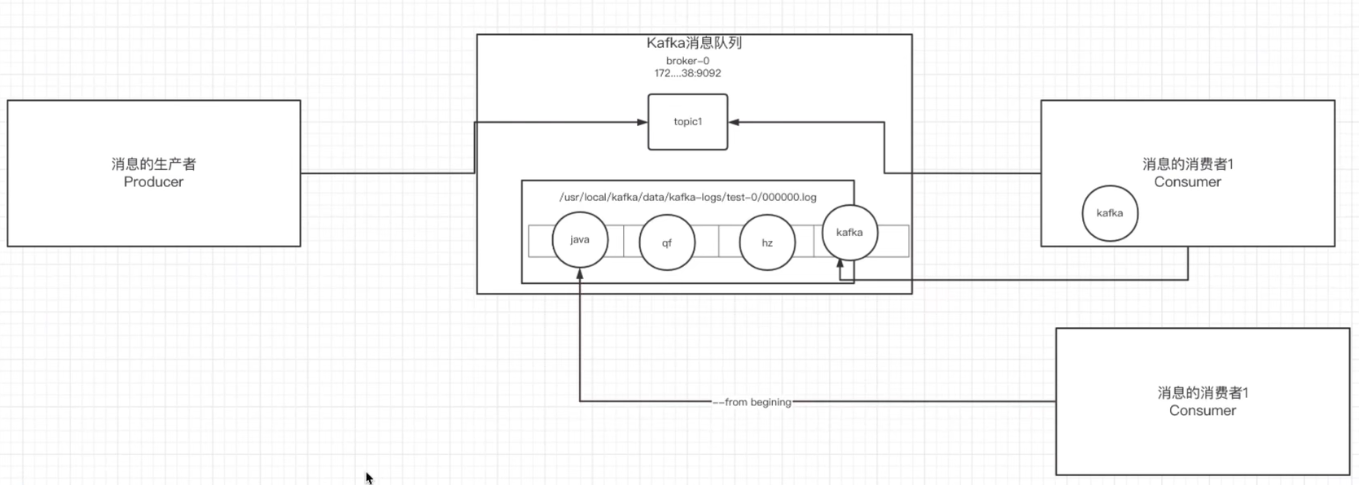 Kafka消息队列
broker-0
172....38:9092
topic1
消息的生产者
Producer
/usr/local/kafka/data/kafka-logs/test-0/000000.log
java
qf
hz
kafka
消息的消费者1
Consumer
kafka
--from begining
消息的消费者1
Consumer